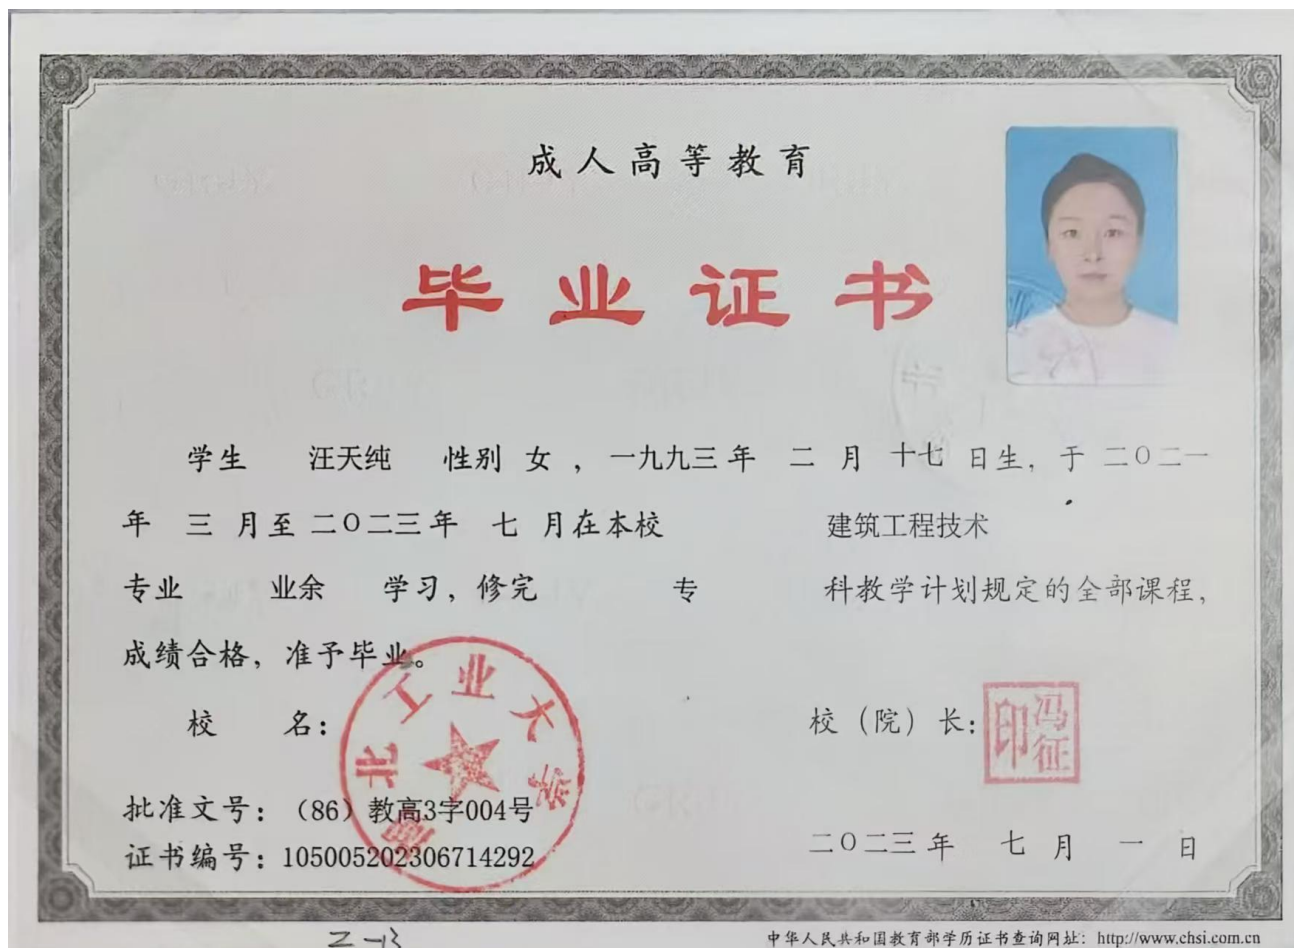 成人高等教育
毕业证书
学生 汪天纯 性别 女 ，一九九三年 二 月 十七 日生，于 二〇二一
年 三 月至 二〇二三年 七 月在本校 建筑工程技术
专业 业余 学习，修完 专 科教学计划规定的全部课程，
成绩合格，准予毕业。
校 名：
湖北工业大学
校（院）长：
冯征印
批准文号：（86）教高3字004号
证书编号：105005202306714292
二〇二三年 七 月 一 日
中华人民共和国教育部学历证书查询网址：http://www.chsi.com.cn